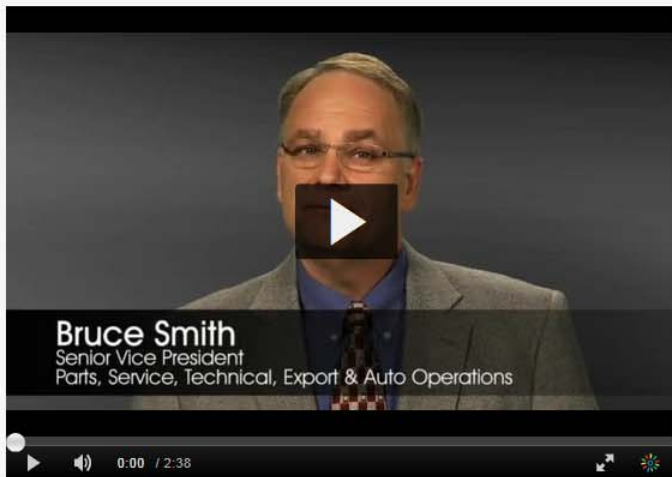 Bruce Smith
Senior Vice President
Parts, Service, Technical, Export & Auto Operations
0:00 / 2:38